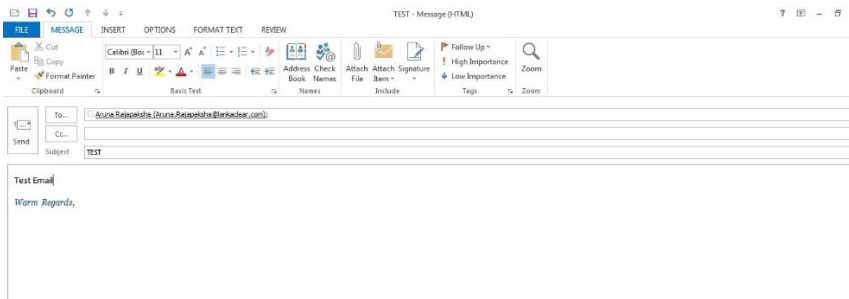 TEST - Message (HTML)
FILE MESSAGE INSERT OPTIONS FORMAT TEXT REVIEW
Paste
Cut
Copy
Format Painter
Clipboard
Calibri (Boc 11
B I U
Basic Text
Address Book
Check Names
Names
Attach File
Attach Item
Signature
Include
Follow Up
High Importance
Low Importance
Tags
Zoom
Zoom
Send
To... Aruna Rajapaksha (Aruna.Rajapaksha@lankaclear.com);
Cc...
Subject TEST
Test Email
Warm Regards,